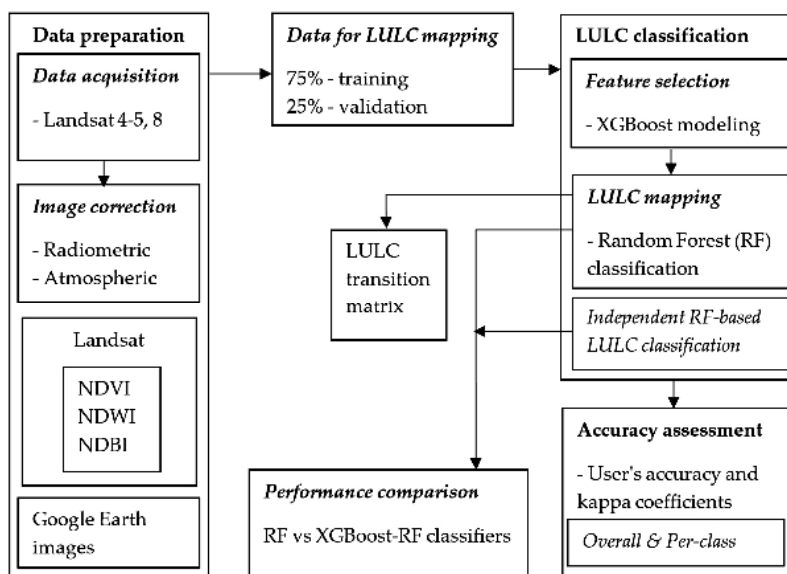 Data preparation
Data acquisition
- Landsat 4-5, 8
Image correction
- Radiometric
- Atmospheric
Landsat
NDVI
NDWI
NDBI
Google Earth
images
Data for LULC mapping
75% - training
25% - validation
LULC
transition
matrix
Performance comparison
RF vs XGBoost-RF classifiers
LULC classification
Feature selection
- XGBoost modeling
LULC mapping
- Random Forest (RF)
classification
Independent RF-based
LULC classification
Accuracy assessment
- User's accuracy and
kappa coefficients
Overall & Per-class